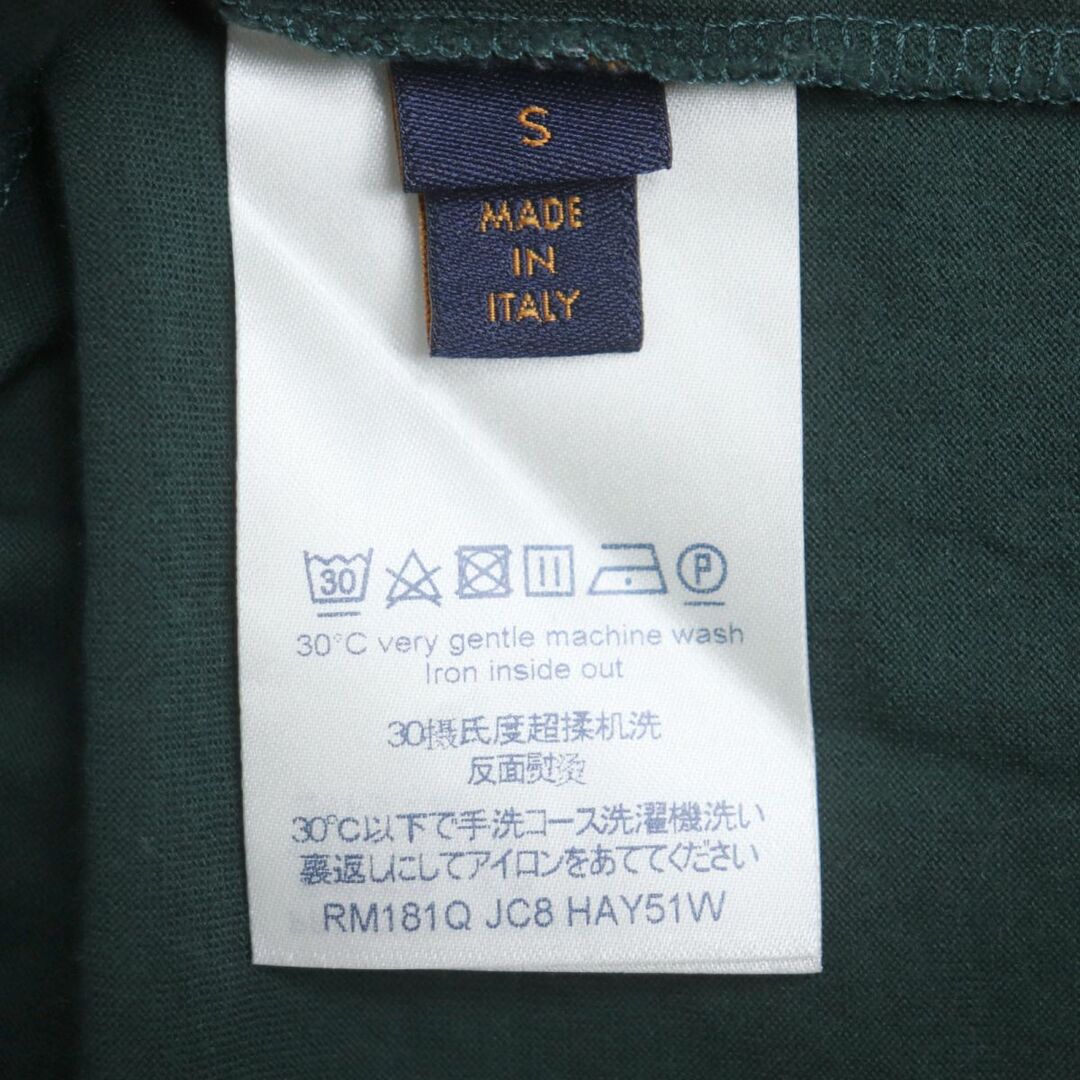 S
MADE
IN
ITALY
30 P
30°C very gentle machine wash
Iron inside out
30摄氏度超揉机洗
反面熨烫
30°C以下で手洗コース洗濯機洗い
裏返しにしてアイロンをあててください
RM181Q JC8 HAY51W